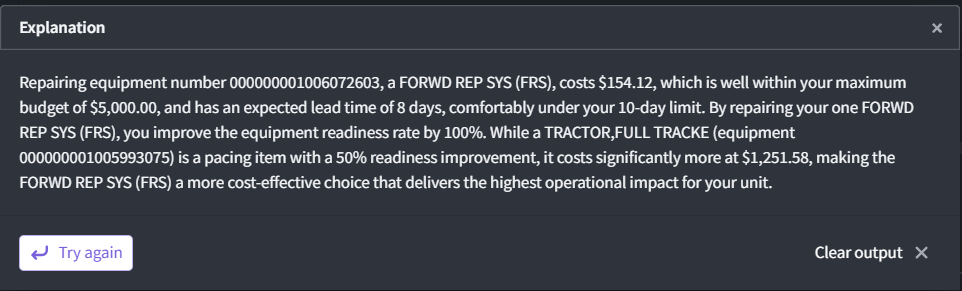 Explanation
Repairing equipment number 000000001006072603, a FORWD REP SYS (FRS), costs $154.12, which is well within your maximum
budget of $5,000.00, and has an expected lead time of 8 days, comfortably under your 10-day limit. By repairing your one FORWD
REP SYS (FRS), you improve the equipment readiness rate by 100%. While a TRACTOR,FULL TRACKE (equipment
000000001005993075) is a pacing item with a 50% readiness improvement, it costs significantly more at $1,251.58, making the
FORWD REP SYS (FRS) a more cost-effective choice that delivers the highest operational impact for your unit.
Try again
Clear output